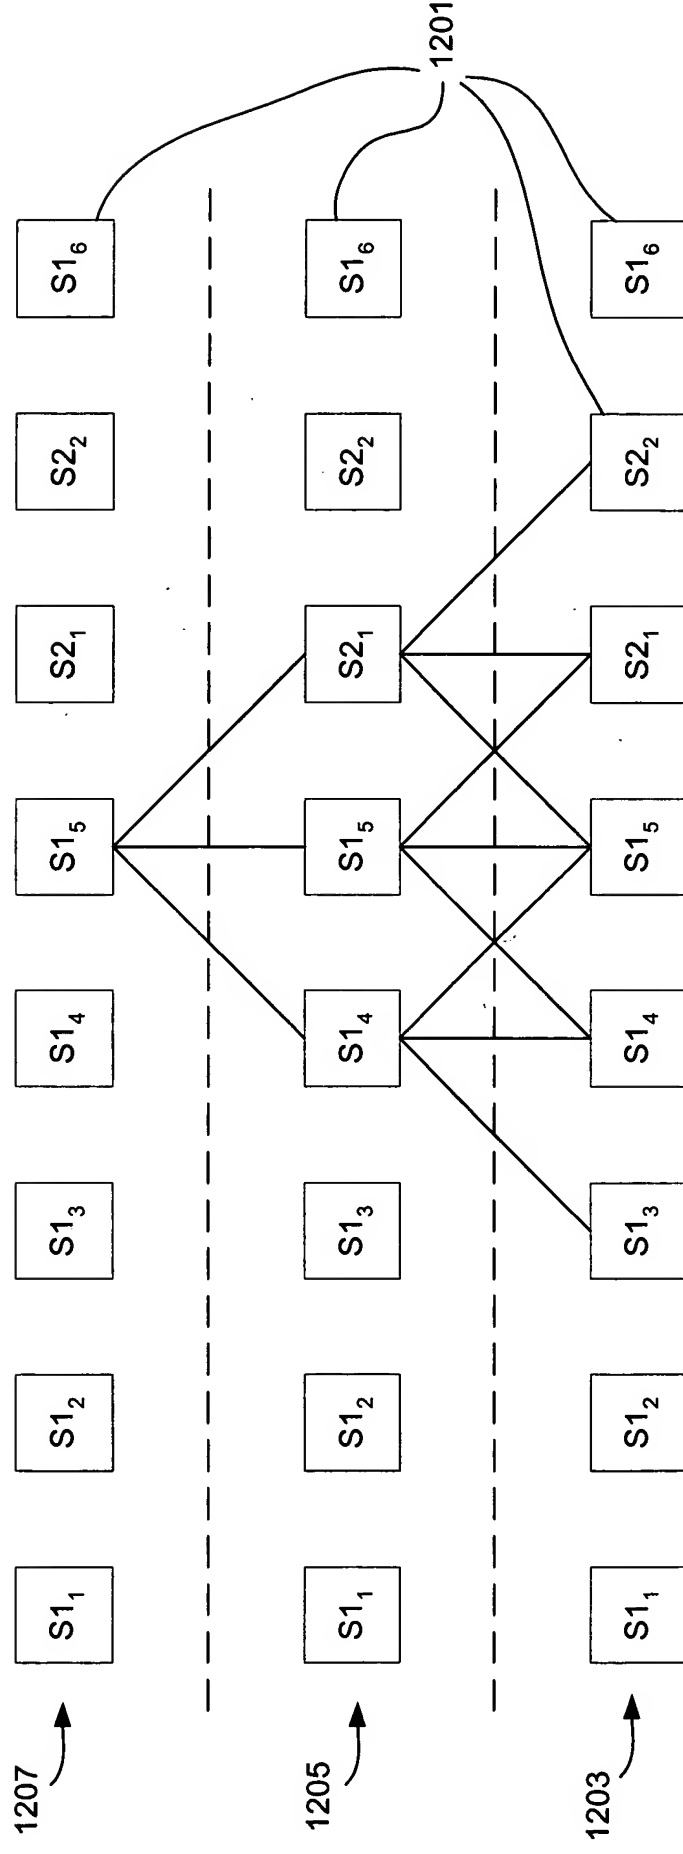 1201
1207 S1₁ S1₂ S1₃ S1₄ S1₅ S2₁ S2₂ S1₆
1205 S1₁ S1₂ S1₃ S1₄ S1₅ S2₁ S2₂ S1₆
1203 S1₁ S1₂ S1₃ S1₄ S1₅ S2₁ S2₂ S1₆